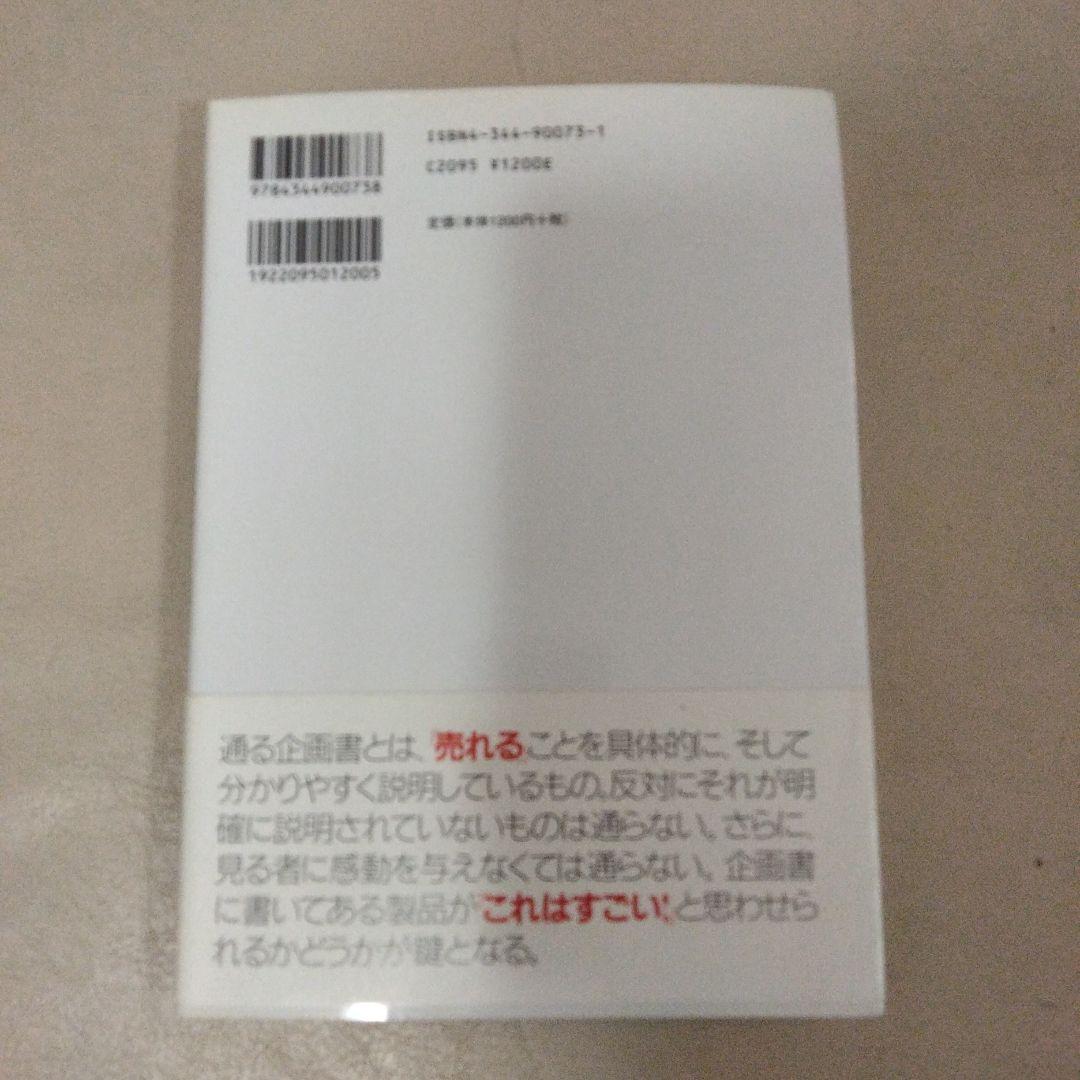 9784344900738
ISBN4-344-90073-1
C2095 ¥1200E
1922095012005
定価(本体1200円+税)
通る企画書とは、売れることを具体的に、そして
分かりやすく説明しているもの。反対にそれが明
確に説明されていないものは通らない。さらに、
見る者に感動を与えなくては通らない。企画書
に書いてある製品が「これはすごい!」と思わせら
れるかどうかが鍵となる。